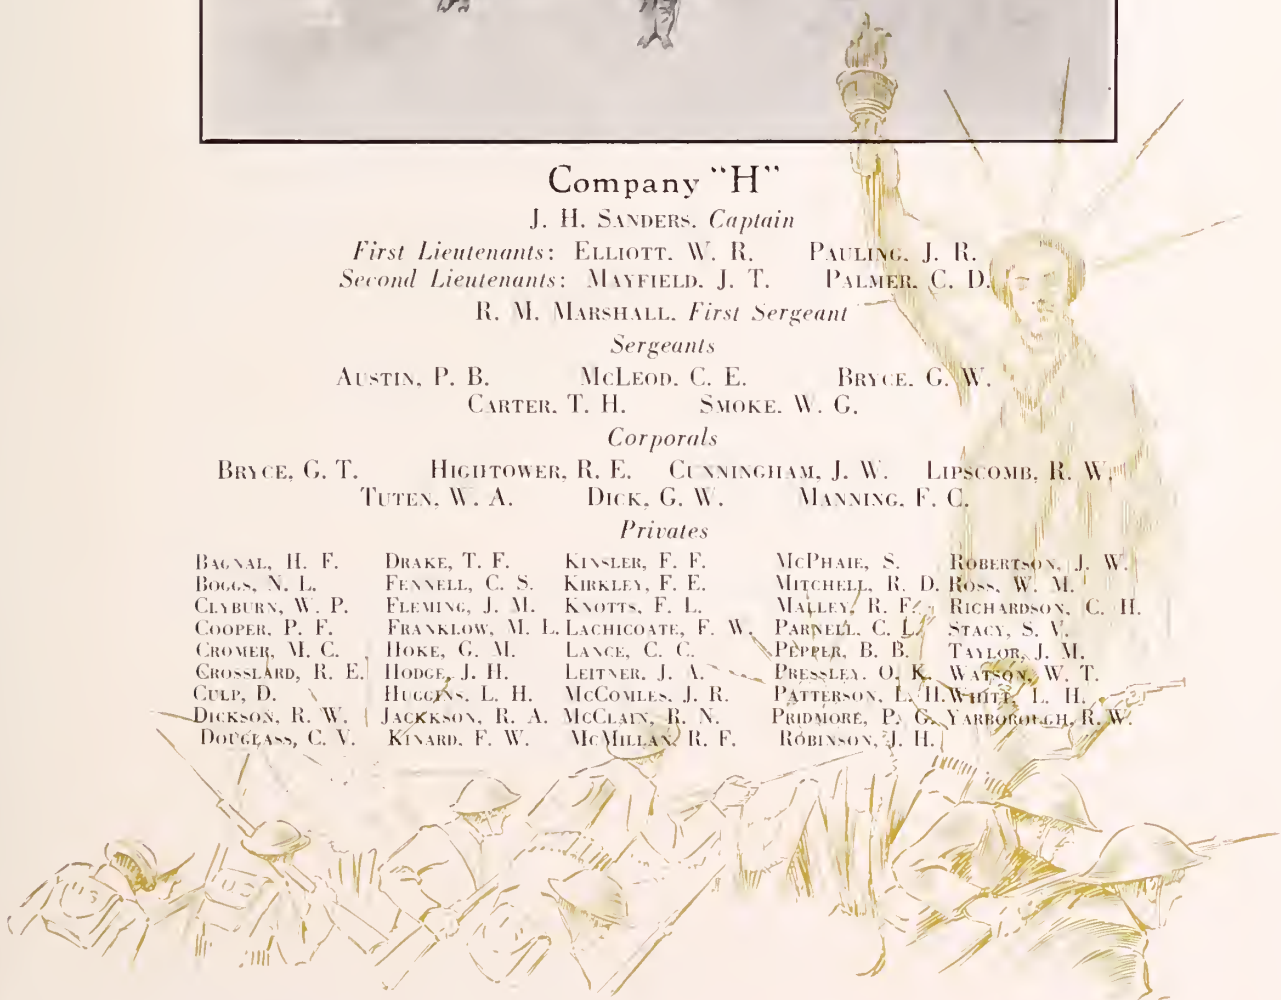 Company "H"
J. H. Sanders, Captain
First Lieutenants: Elliott, W. R. Pauling, J. R.
Second Lieutenants: Mayfield, J. T. Palmer, C. D.
R. M. Marshall, First Sergeant
Sergeants
Austin, P. B. McLeod, C. E. Bryce, G. W.
Carter, T. H. Smoke, W. G.
Corporals
Bryce, G. T. Hightower, R. E. Cunningham, J. W. Lipscomb, R. W.
Tuten, W. A. Dick, G. W. Manning, F. C.
Privates
Bagnal, H. F. Drake, T. F. Kinsler, F. F. McPhaie, S. Robertson, J. W.
Boggs, N. L. Fennell, C. S. Kirkley, F. E. Mitchell, R. D. Ross, W. M.
Clyburn, W. P. Fleming, J. M. Knotts, F. L. Malley, R. F. Richardson, C. H.
Cooper, P. F. Franklow, M. L. Lachicoate, F. W. Parnell, C. L. Stacy, S. V.
Cromer, M. C. Hoke, G. M. Lance, C. C. Pepper, B. B. Taylor, J. M.
Crosslard, R. E. Hodge, J. H. Leitner, J. A. Pressley, O. K. Watson, W. T.
Culp, D. Huggins, L. H. McComles, J. R. Patterson, L. H. White, L. H.
Dickson, R. W. Jackkson, R. A. McClain, R. N. Pridmore, P. G. Yarborough, R. W.
Douglass, C. V. Kinard, F. W. McMillan, R. F. Robinson, J. H.